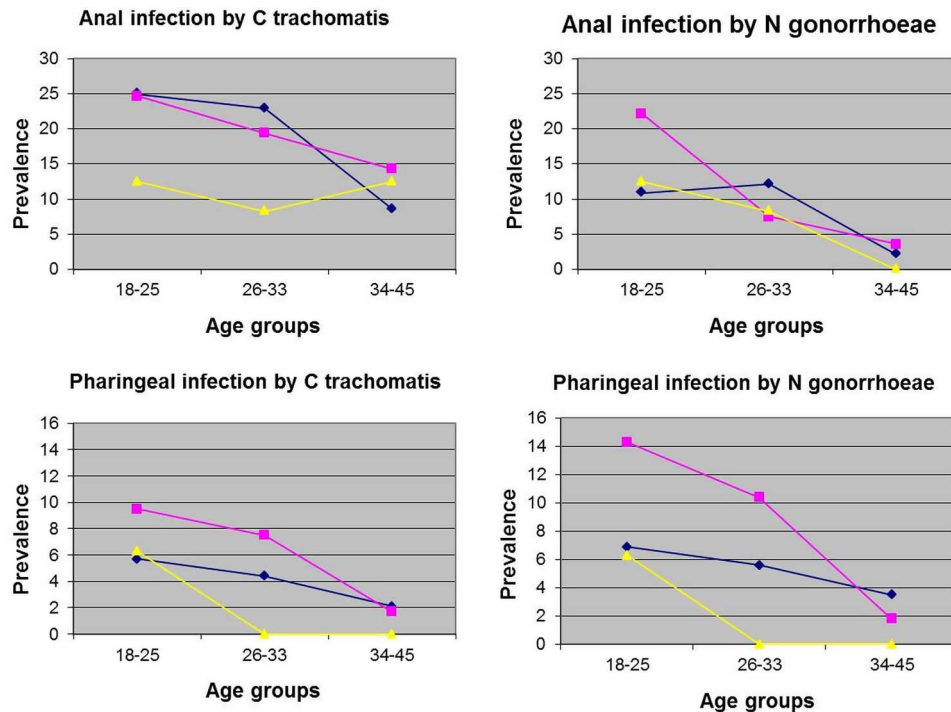 Anal infection by C trachomatis
30
25
20
15
10
5
0
Prevalence
18-25 26-33 34-45
Age groups
Anal infection by N gonorrhoeae
30
25
20
15
10
5
0
Prevalence
18-25 26-33 34-45
Age groups
Pharingeal infection by C trachomatis
16
14
12
10
8
6
4
2
0
Prevalence
18-25 26-33 34-45
Age groups
Pharingeal infection by N gonorrhoeae
16
14
12
10
8
6
4
2
0
Prevalence
18-25 26-33 34-45
Age groups